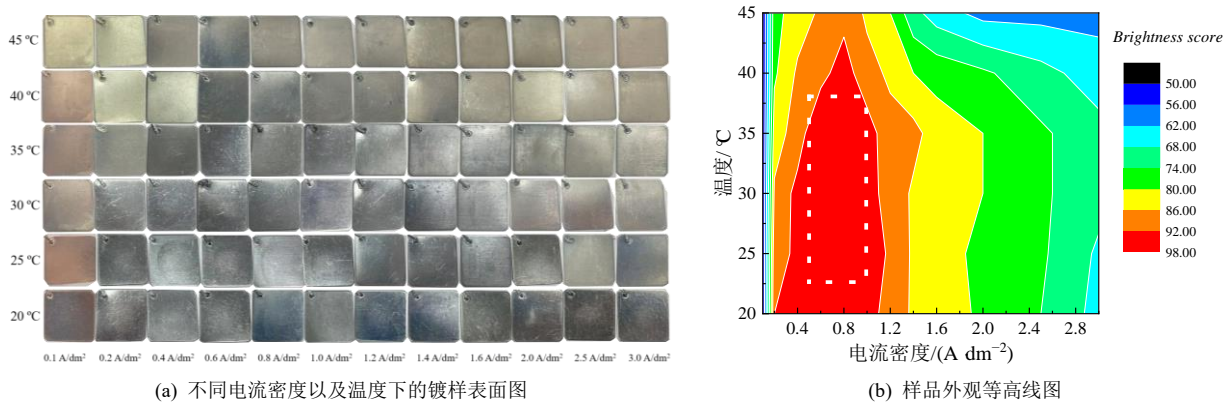 45 ºC
40 ºC
35 ºC
30 ºC
25 ºC
20 ºC
0.1 A/dm² 0.2 A/dm² 0.4 A/dm² 0.6 A/dm² 0.8 A/dm² 1.0 A/dm² 1.2 A/dm² 1.4 A/dm² 1.6 A/dm² 2.0 A/dm² 2.5 A/dm² 3.0 A/dm²
(a) 不同电流密度以及温度下的镀样表面图
45
40
35
30
25
20
温度/℃
0.4 0.8 1.2 1.6 2.0 2.4 2.8
电流密度/(A dm⁻²)
Brightness score
50.00
56.00
62.00
68.00
74.00
80.00
86.00
92.00
98.00
(b) 样品外观等高线图